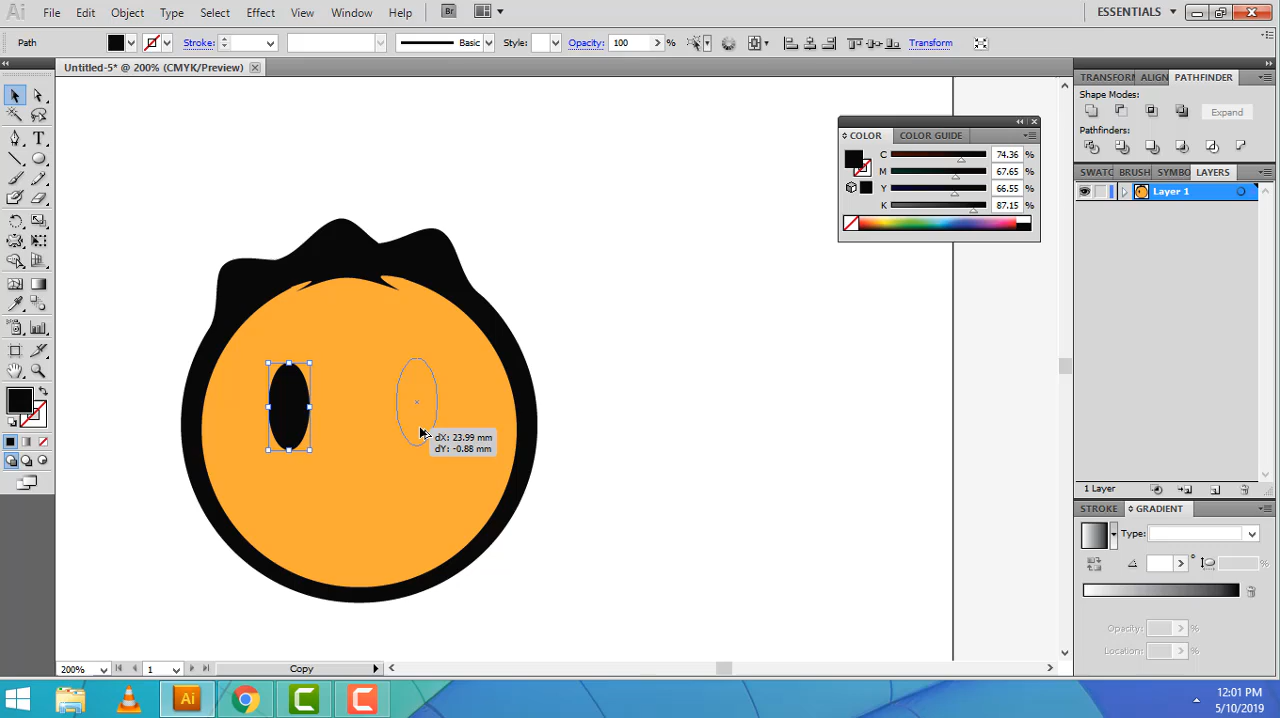 Ai File Edit Object Type Select Effect View Window Help Br ESSENTIALS
Path Stroke: Basic Style: Opacity: 100 % Transform
Untitled-5* @ 200% (CMYK/Preview)
TRANSFORM ALIGN PATHFINDER
Shape Modes:
Expand
Pathfinders:
COLOR COLOR GUIDE
C 74.36 %
M 67.65 %
Y 66.55 %
K 87.15 %
SWATC BRUSH SYMBO LAYERS
Layer 1
dX: 23.99 mm
dY: -0.88 mm
1 Layer
STROKE GRADIENT
Type:
°
%
Opacity: %
Location: %
200% 1 Copy
Ai
12:01 PM
5/10/2019